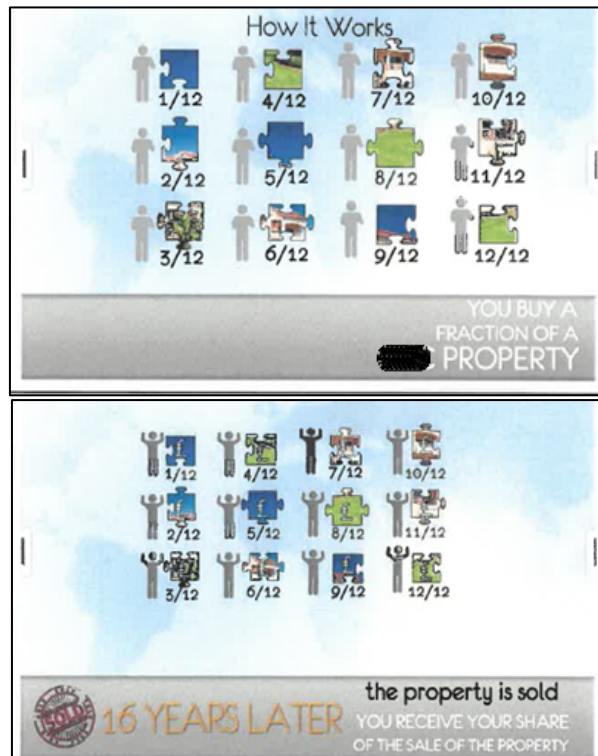 How It Works
1/12 4/12 7/12 10/12
2/12 5/12 8/12 11/12
3/12 6/12 9/12 12/12
YOU BUY A
FRACTION OF A
PROPERTY
£ £ £
1/12 4/12 7/12 10/12
£ £
2/12 5/12 8/12 11/12
£ £
3/12 6/12 9/12 12/12
SOLD
16 YEARS LATER
the property is sold
YOU RECEIVE YOUR SHARE
OF THE SALE OF THE PROPERTY